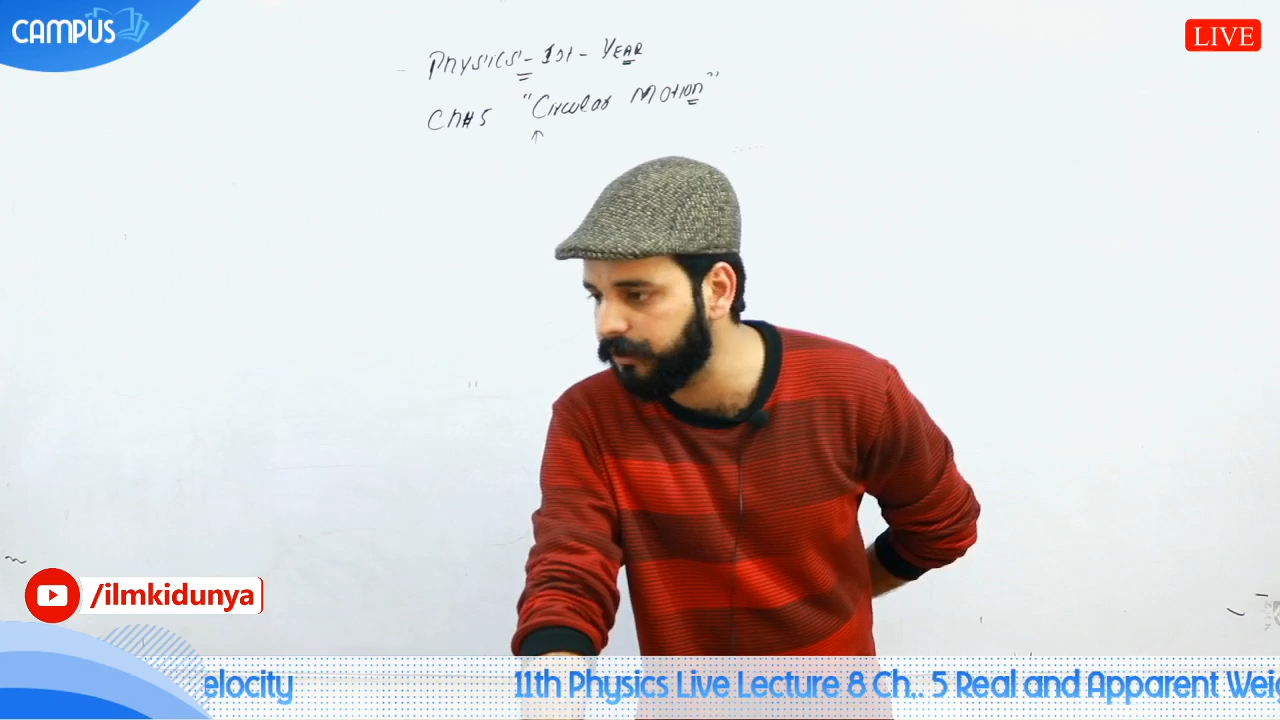 CAMPUS
LIVE
Physics - 1st - YEAR
Ch#5 "Circular Motion"
/ilmkidunya
elocity 11th Physics Live Lecture 8 Ch,. 5 Real and Apparent Weig